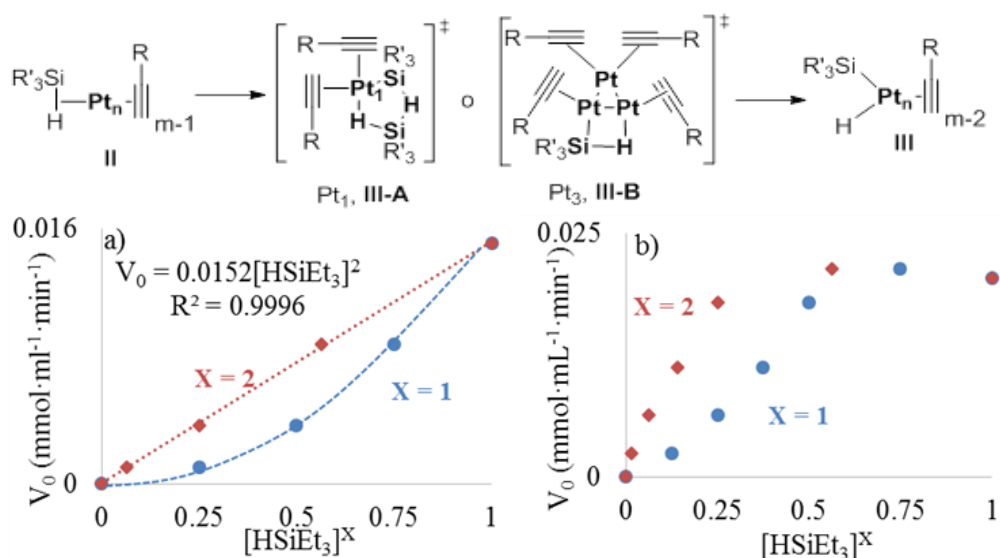 R'₃Si
H
Ptₙ
R
m-1
II
R
R'₃
Si
Pt₁
H
H
Si
R'₃
R
‡
Pt₁, III-A
o
R
R
Pt
Pt Pt
R
R
R'₃Si
H
‡
Pt₃, III-B
R'₃Si
H
Ptₙ
R
m-2
III
a)
V₀ = 0.0152[HSiEt₃]²
R² = 0.9996
X = 2
X = 1
V₀ (mmol·ml⁻¹·min⁻¹)
0.016
0
0 0.25 0.5 0.75 1
[HSiEt₃]ˣ
b)
X = 2
X = 1
V₀ (mmol·mL⁻¹·min⁻¹)
0.025
0
0 0.25 0.5 0.75 1
[HSiEt₃]ˣ